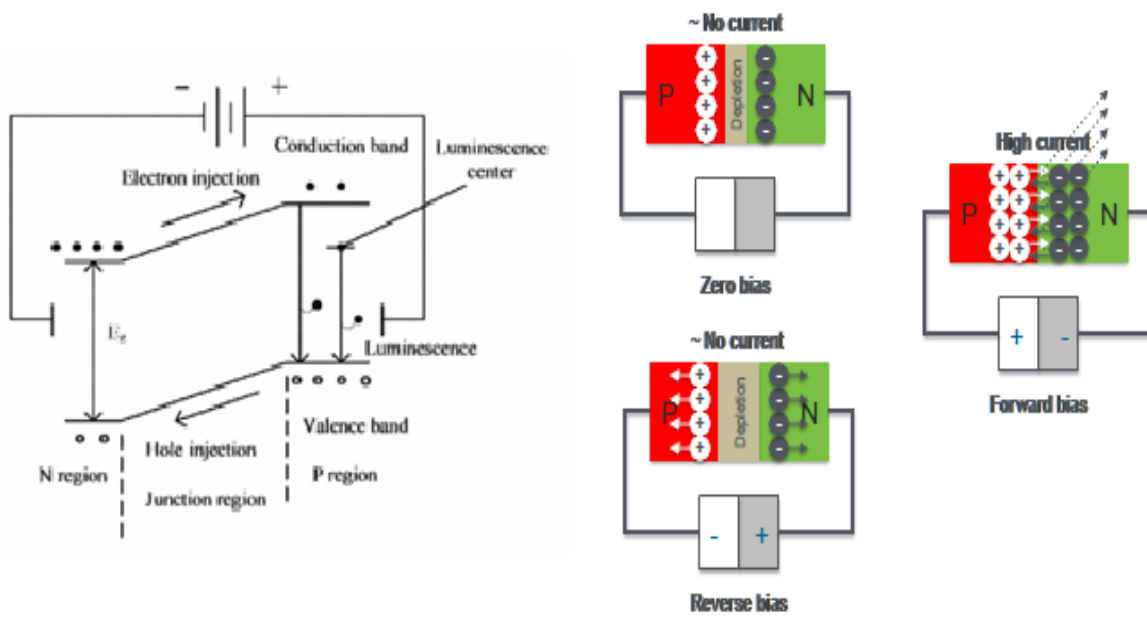 -
+
Conduction band
Luminescence
center
Electron injection
E_g
Luminescence
Valence band
Hole injection
N region
P region
Junction region
~ No current
P
Depletion
N
Zero bias
~ No current
P
Depletion
N
-
+
Reverse bias
High current
P
N
+
-
Forward bias